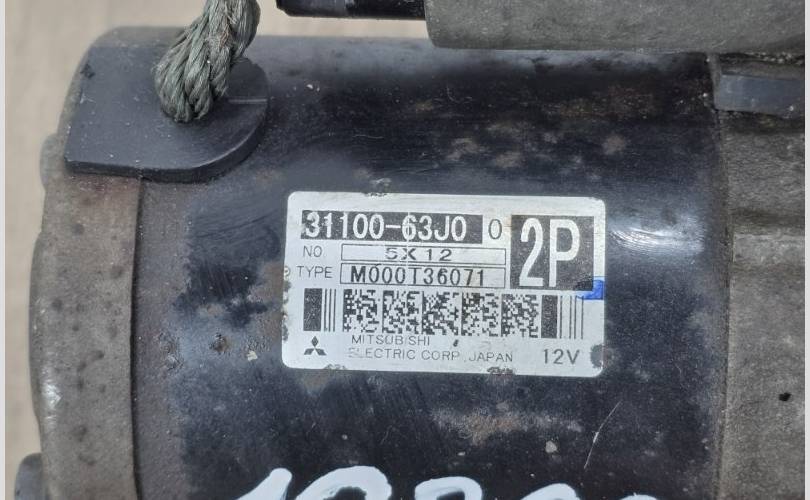 31100-63J0 0 2P
NO 5X12
TYPE M000T36071
MITSUBISHI
ELECTRIC CORP. JAPAN 12V